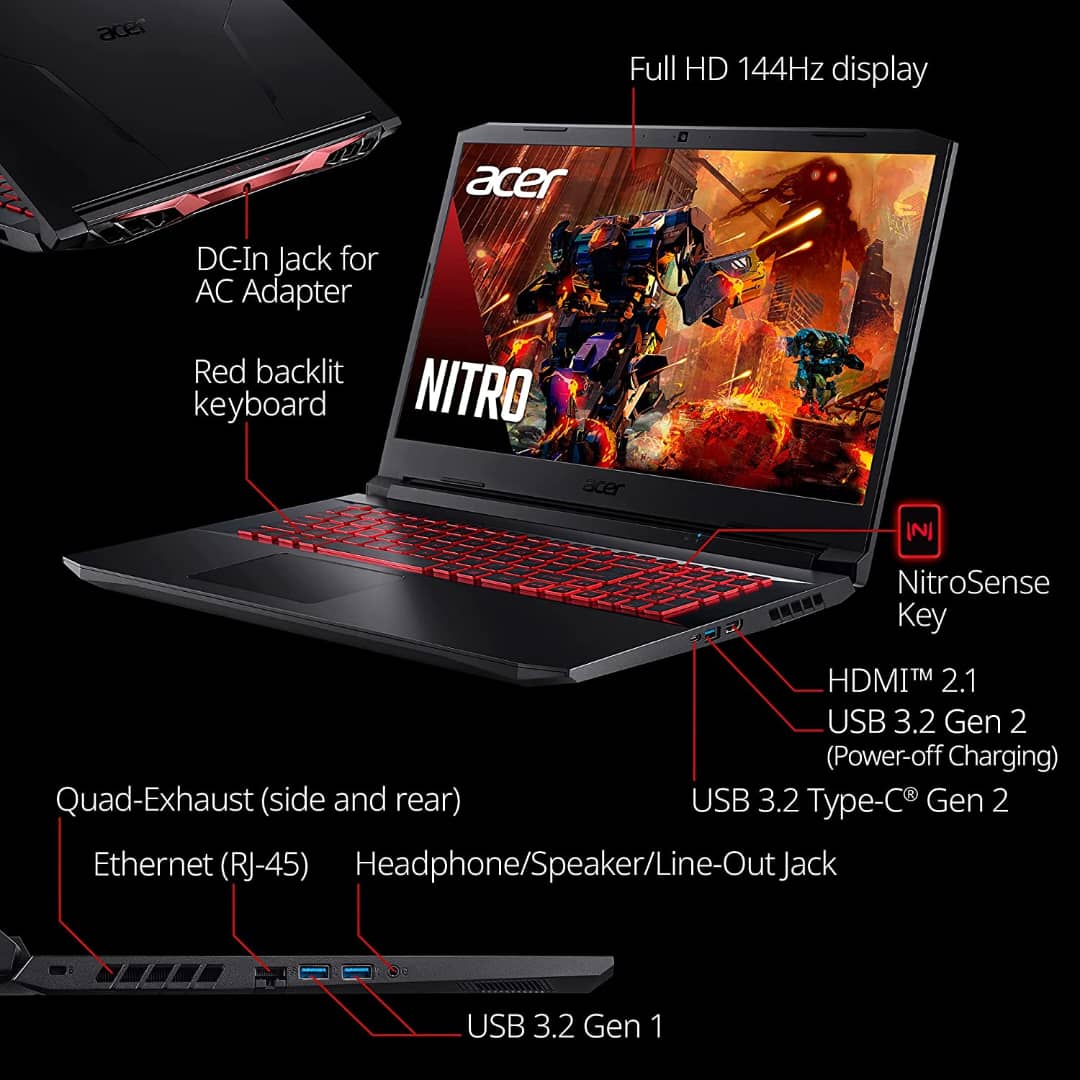 acer
Full HD 144Hz display
acer
DC-In Jack for
AC Adapter
Red backlit
keyboard
NITRO
acer
N
NitroSense
Key
HDMI™ 2.1
USB 3.2 Gen 2
(Power-off Charging)
USB 3.2 Type-C® Gen 2
Quad-Exhaust (side and rear)
Ethernet (RJ-45)
Headphone/Speaker/Line-Out Jack
USB 3.2 Gen 1